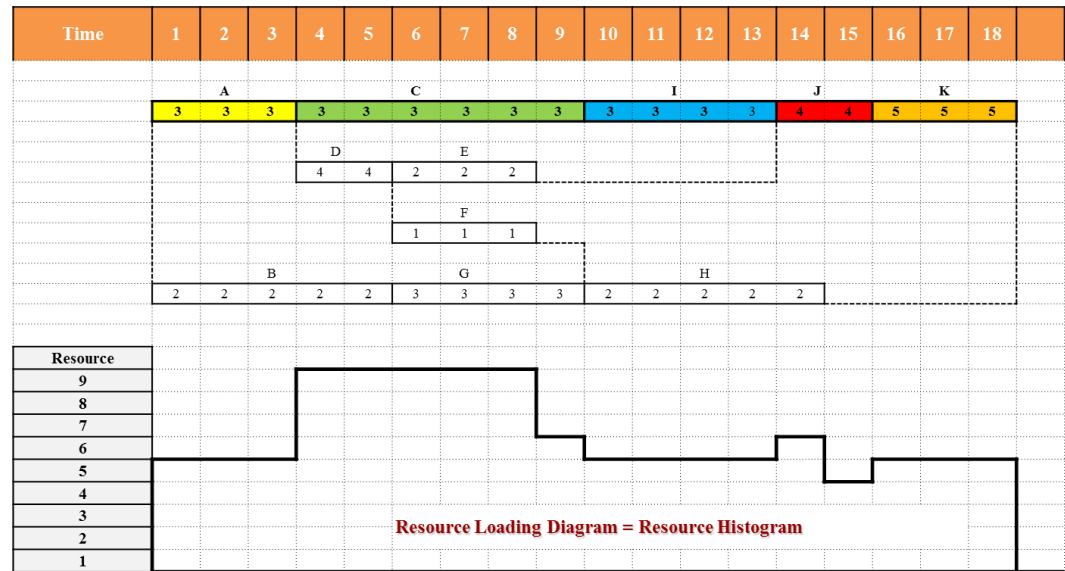 Time 1 2 3 4 5 6 7 8 9 10 11 12 13 14 15 16 17 18
A C I J K
3 3 3 3 3 3 3 3 3 3 3 3 3 4 4 5 5 5
D E
4 4 2 2 2
F
1 1 1
B G H
2 2 2 2 2 3 3 3 3 2 2 2 2 2
Resource
9
8
7
6
5
4
3
Resource Loading Diagram = Resource Histogram
2
1